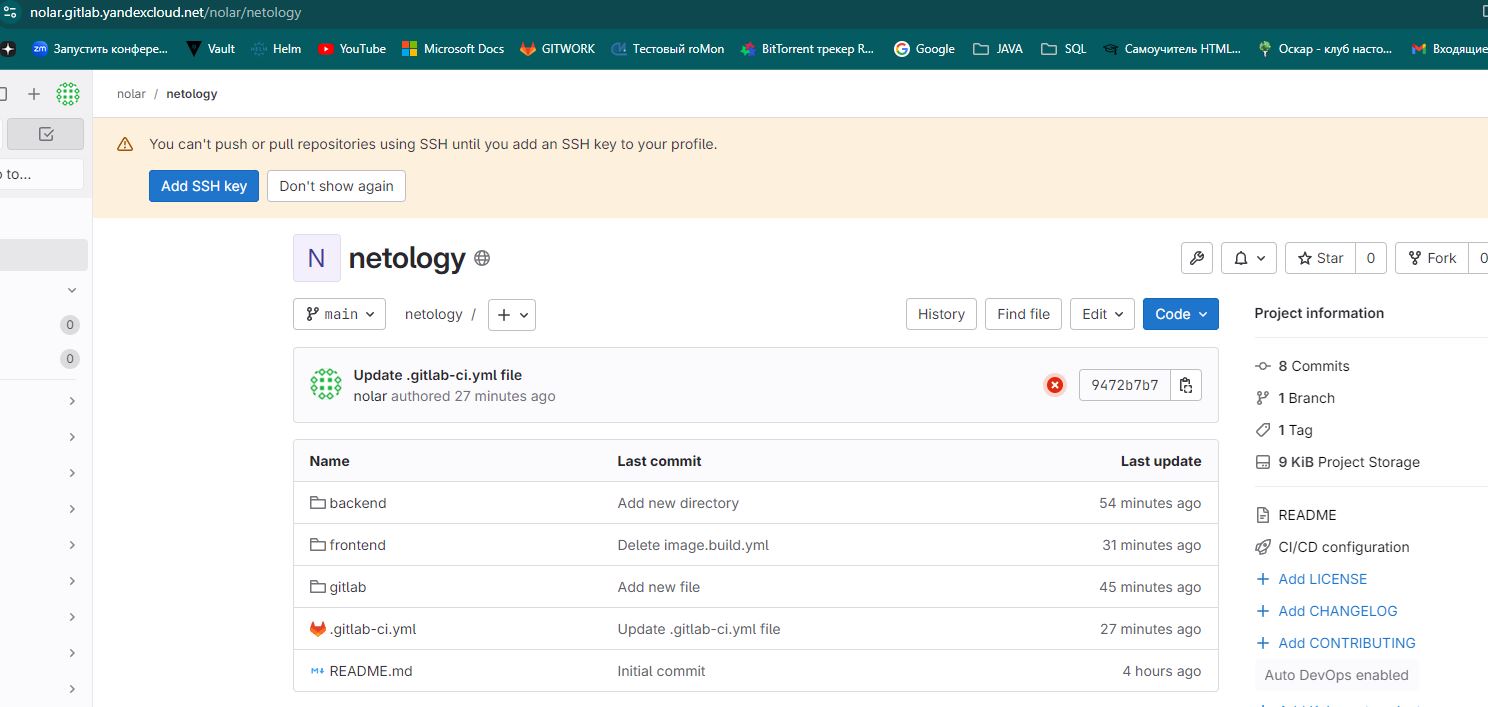 nolar.gitlab.yandexcloud.net/nolar/netology
zm Запустить конфере... Vault Helm YouTube Microsoft Docs GITWORK Тестовый roMon BitTorrent трекер R... Google JAVA SQL Самоучитель HTML... Оскар - клуб насто... Входящие
nolar / netology
You can't push or pull repositories using SSH until you add an SSH key to your profile.
to...
Add SSH key Don't show again
N netology
Star 0 Fork 0
main netology / + History Find file Edit Code
Project information
0
0
Update .gitlab-ci.yml file
nolar authored 27 minutes ago
9472b7b7
8 Commits
1 Branch
1 Tag
9 KiB Project Storage
Name Last commit Last update
backend Add new directory 54 minutes ago
frontend Delete image.build.yml 31 minutes ago
gitlab Add new file 45 minutes ago
.gitlab-ci.yml Update .gitlab-ci.yml file 27 minutes ago
README.md Initial commit 4 hours ago
README
CI/CD configuration
+ Add LICENSE
+ Add CHANGELOG
+ Add CONTRIBUTING
Auto DevOps enabled